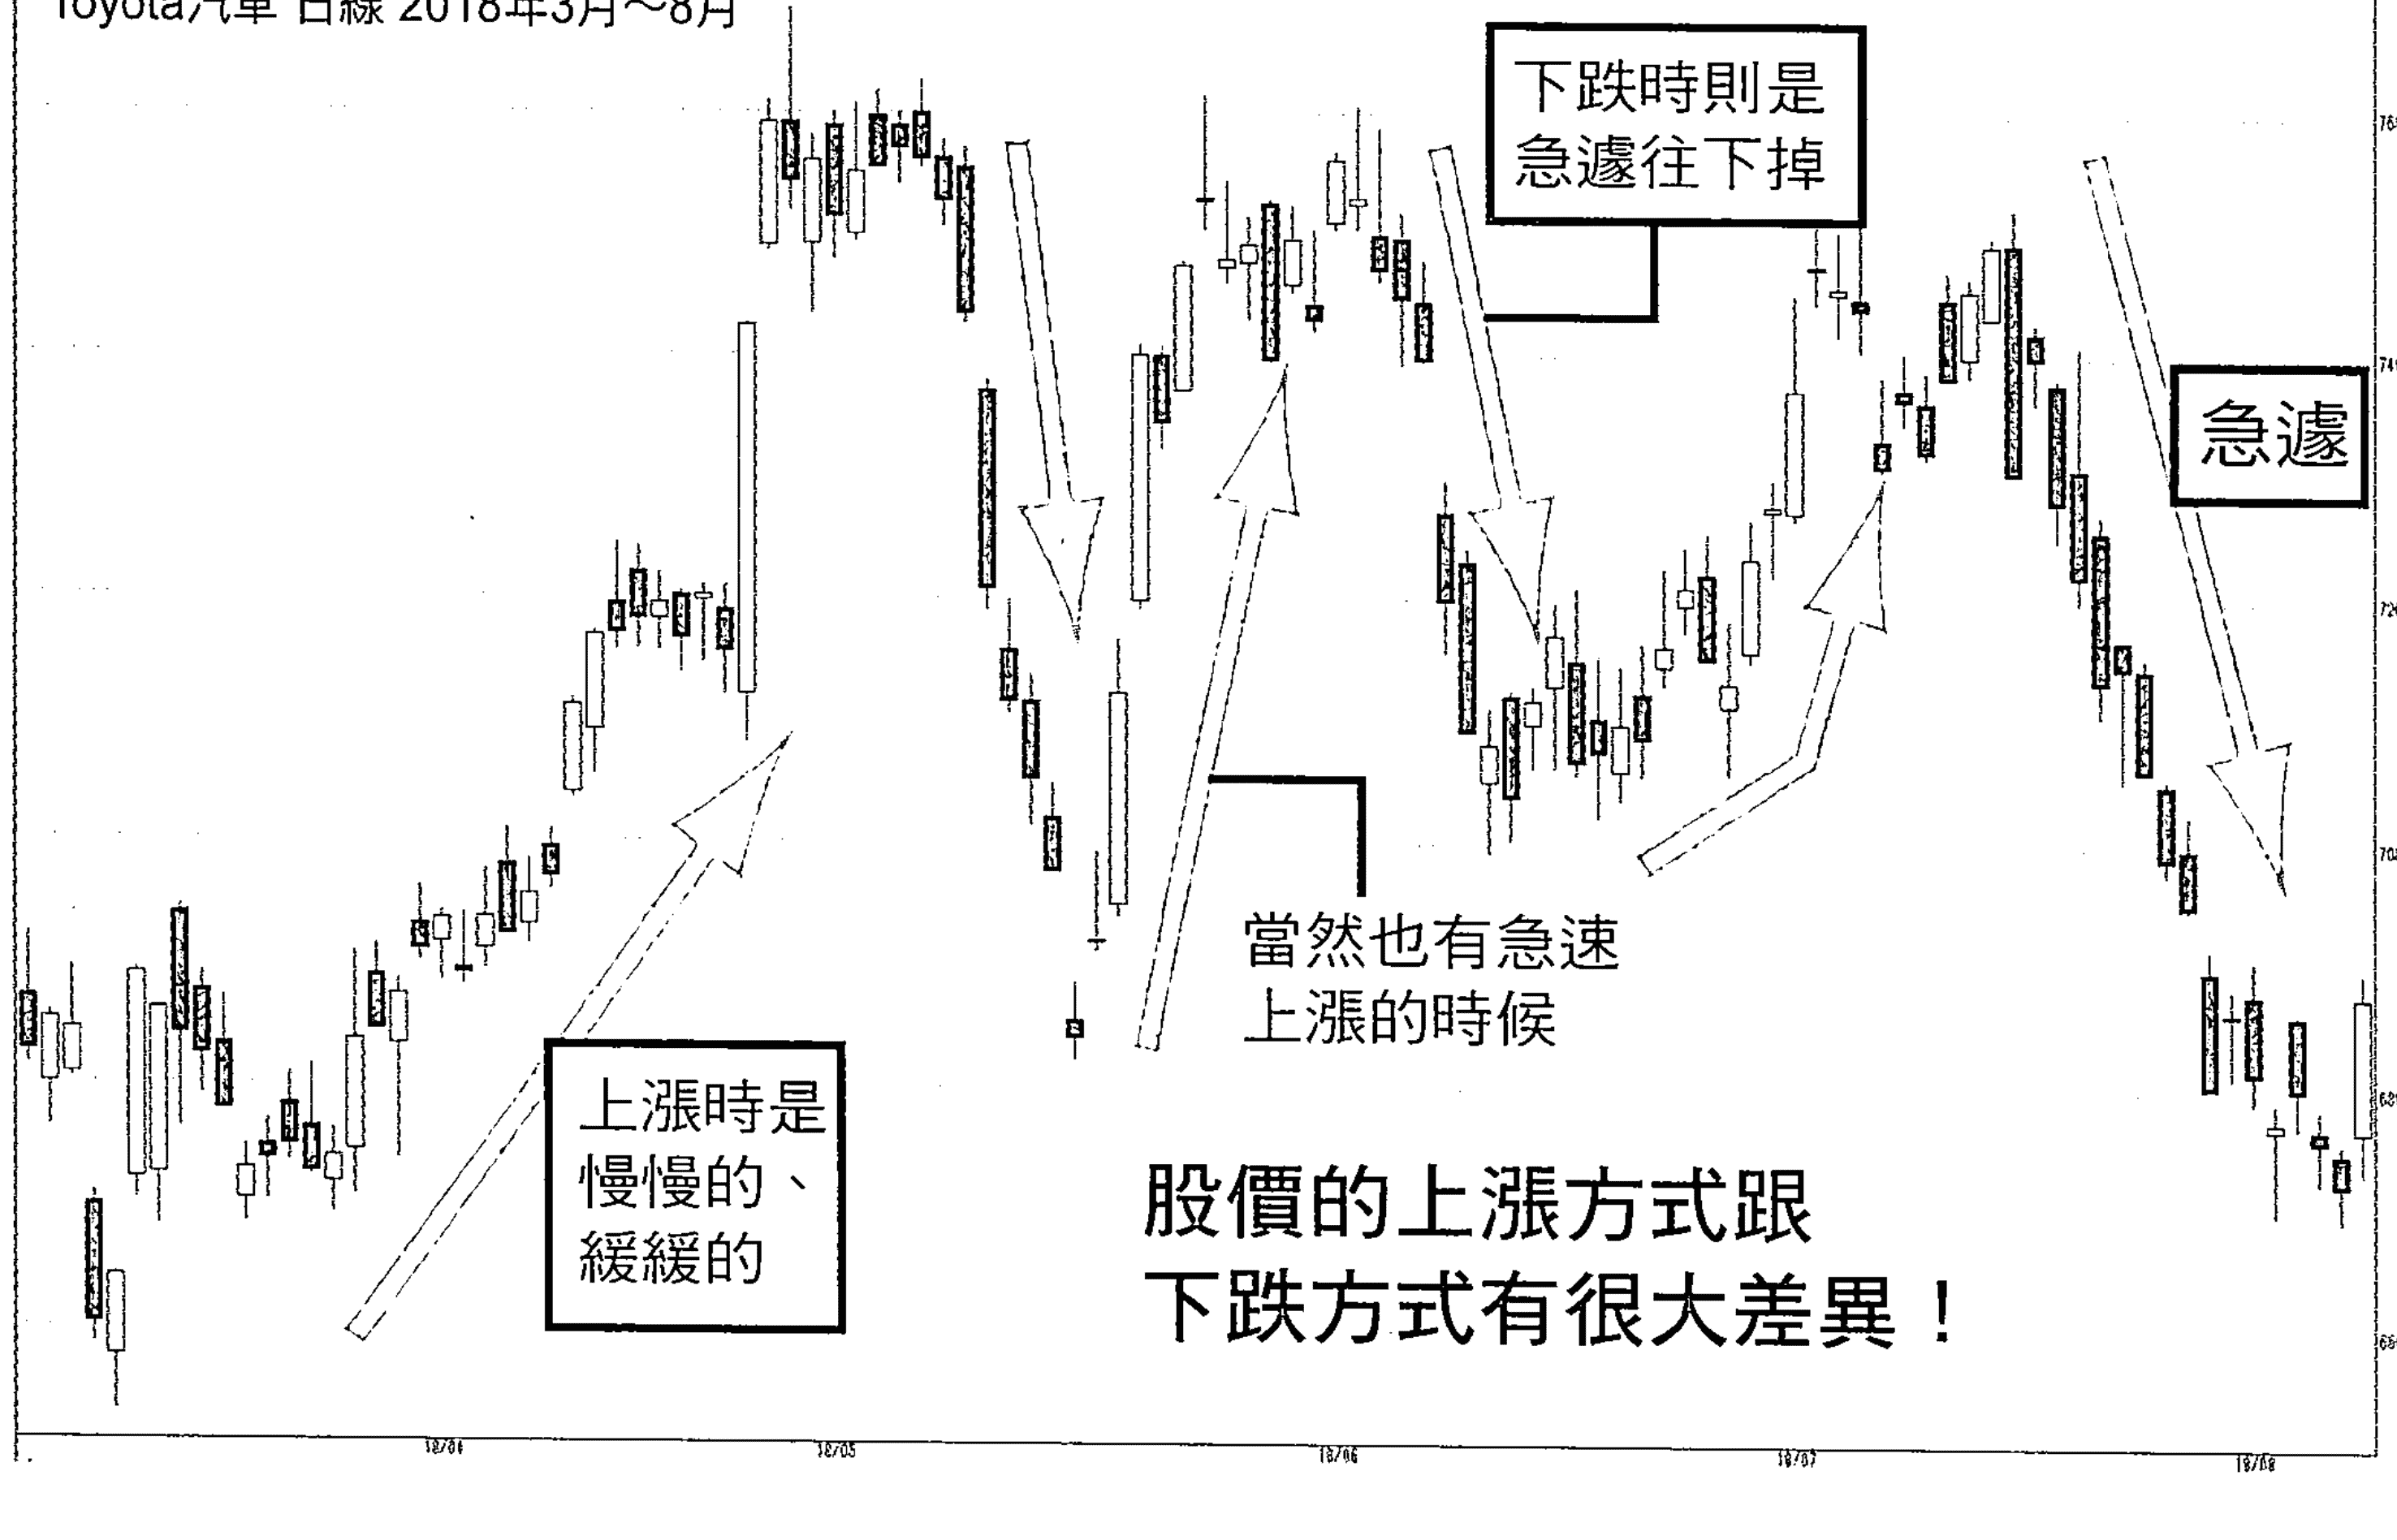 Toyota汽車 日線 2018年3月～8月
下跌時則是
急遽往下掉
急遽
當然也有急速
上漲的時候
上漲時是
慢慢的、
緩緩的
股價的上漲方式跟
下跌方式有很大差異！
18/04
18/05
18/06
18/07
18/08